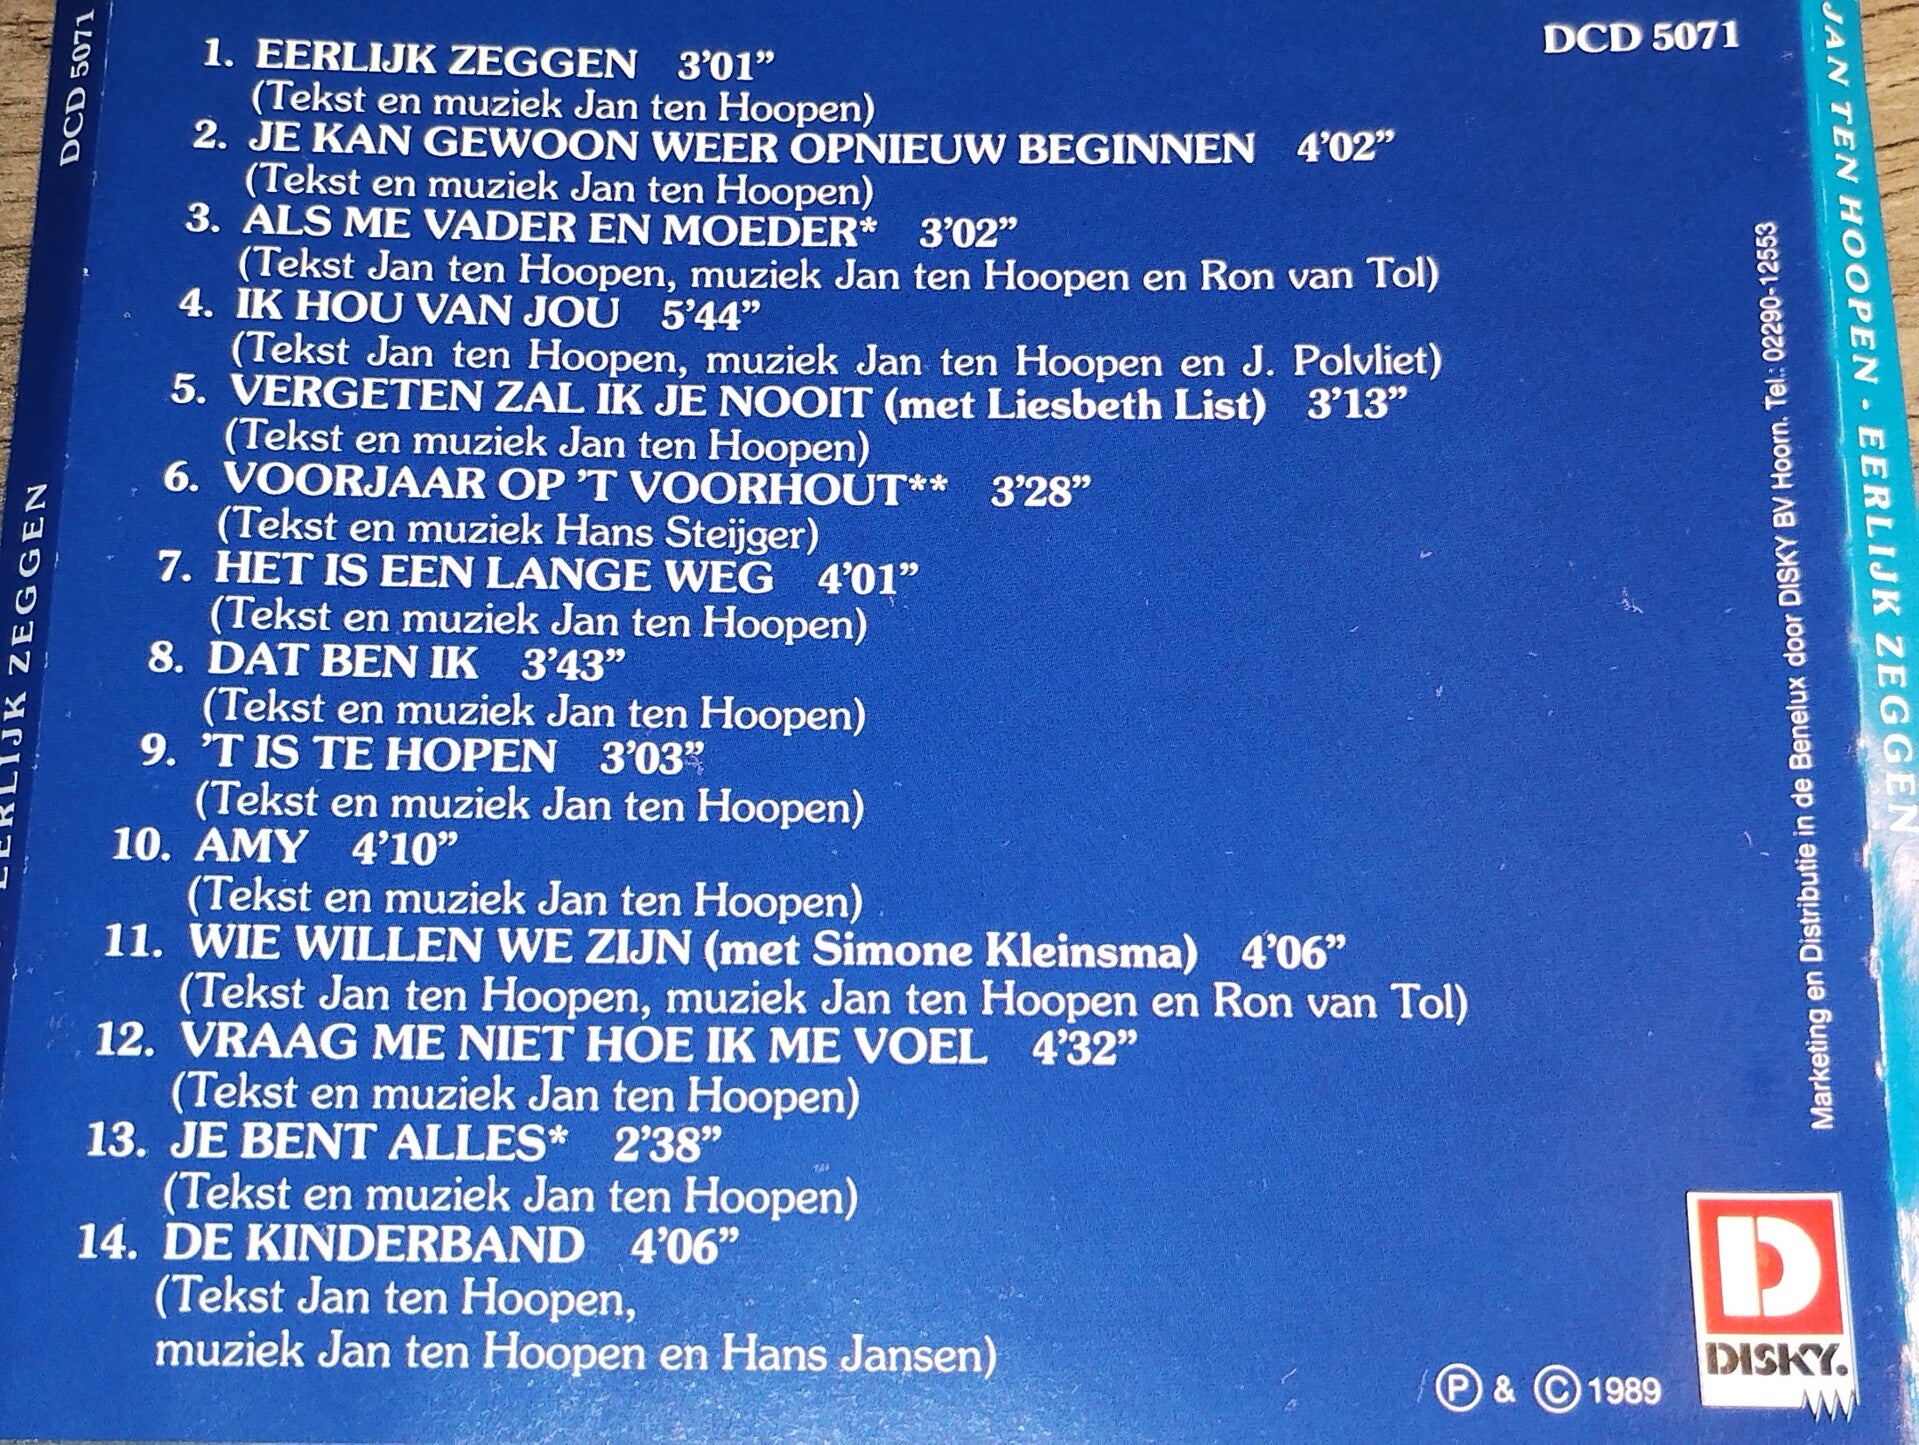 DCD 5071
1. EERLIJK ZEGGEN 3’01”
(Tekst en muziek Jan ten Hoopen)
2. JE KAN GEWOON WEER OPNIEUW BEGINNEN 4’02”
(Tekst en muziek Jan ten Hoopen)
3. ALS ME VADER EN MOEDER* 3’02”
(Tekst Jan ten Hoopen, muziek Jan ten Hoopen en Ron van Tol)
4. IK HOU VAN JOU 5’44”
(Tekst Jan ten Hoopen, muziek Jan ten Hoopen en J. Polvliet)
5. VERGETEN ZAL IK JE NOOIT (met Liesbeth List) 3’13”
(Tekst en muziek Jan ten Hoopen)
6. VOORJAAR OP ’T VOORHOUT** 3’28”
(Tekst en muziek Hans Steijger)
7. HET IS EEN LANGE WEG 4’01”
(Tekst en muziek Jan ten Hoopen)
8. DAT BEN IK 3’43”
(Tekst en muziek Jan ten Hoopen)
9. ’T IS TE HOPEN 3’03”
(Tekst en muziek Jan ten Hoopen)
10. AMY 4’10”
(Tekst en muziek Jan ten Hoopen)
11. WIE WILLEN WE ZIJN (met Simone Kleinsma) 4’06”
(Tekst Jan ten Hoopen, muziek Jan ten Hoopen en Ron van Tol)
12. VRAAG ME NIET HOE IK ME VOEL 4’32”
(Tekst en muziek Jan ten Hoopen)
13. JE BENT ALLES* 2’38”
(Tekst en muziek Jan ten Hoopen)
14. DE KINDERBAND 4’06”
(Tekst Jan ten Hoopen,
muziek Jan ten Hoopen en Hans Jansen)
Marketing en Distributie in de Benelux door DISKY BV Hoorn. Tel.: 02290-12553
D
DISKY.
Ⓟ & © 1989
DCD 5071
EERLIJK ZEGGEN
JAN TEN HOOPEN - EERLIJK ZEGGEN